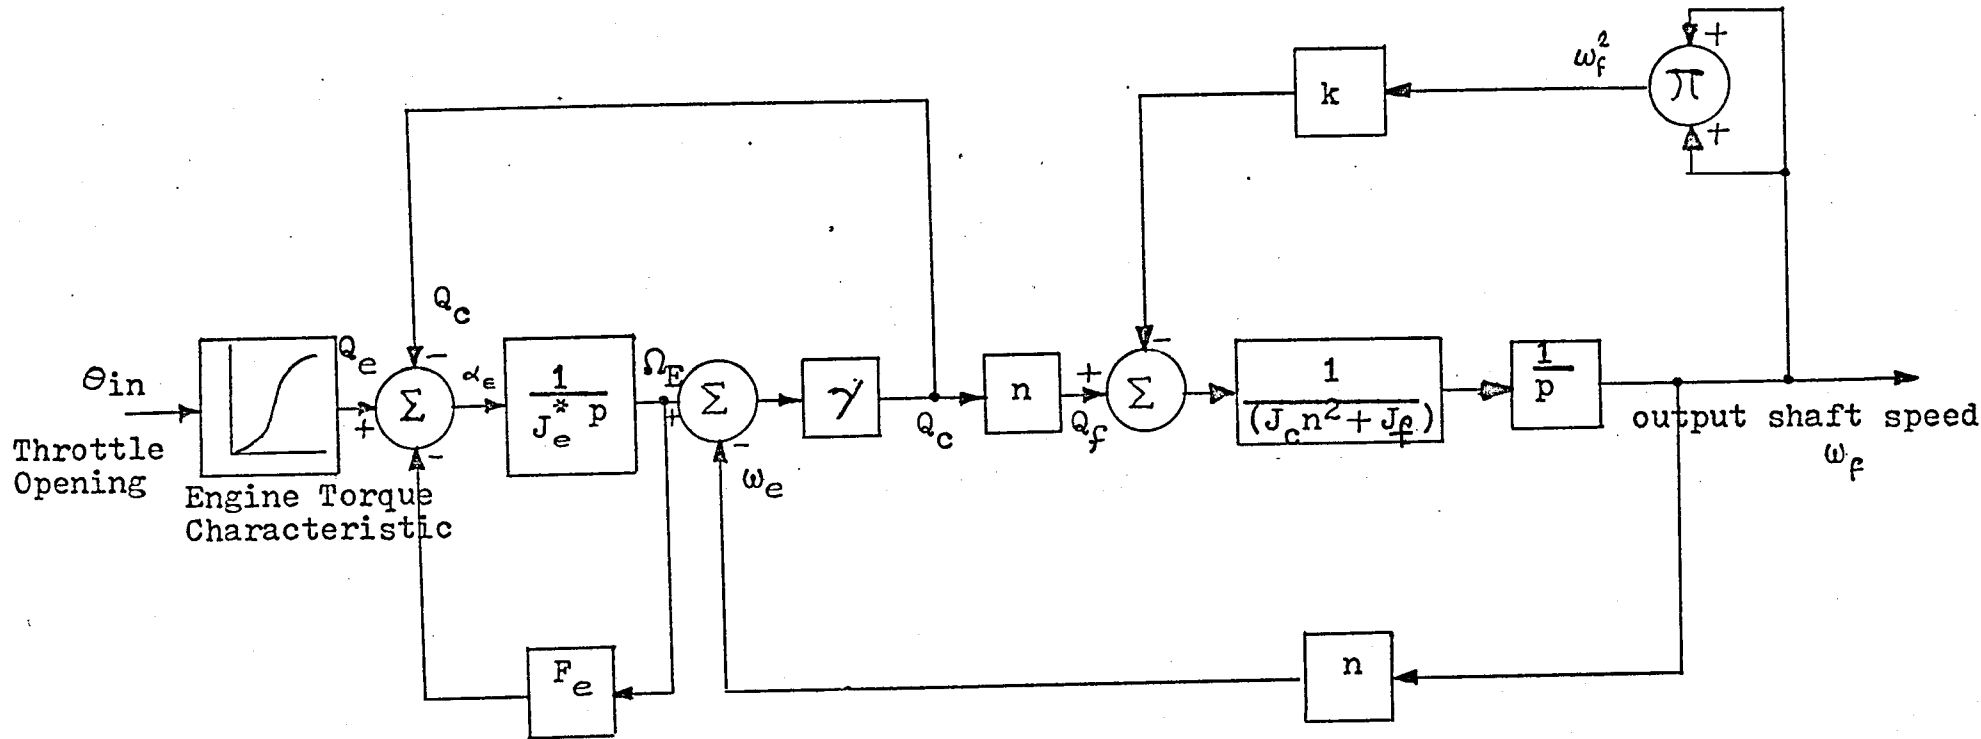 ω_f^2
π
+
+
k
Q_c
θin
Throttle
Opening
Engine Torque
Characteristic
Q_e
+
-
-
Σ
α_ε
1
J_e^* p
Ω_E
+
-
Σ
ω_e
γ
Q_c
n
+
Q_f
-
Σ
1
(J_c n^2 + J_f)
1
p
output shaft speed
ω_f
F_e
n